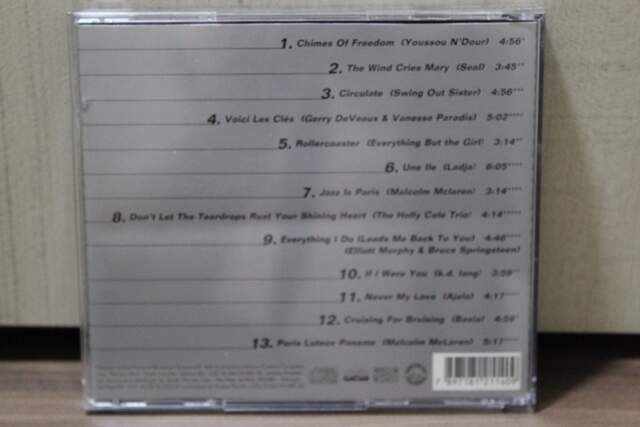 1. Chimes Of Freedom (Youssou N'Dour) 4:56*
2. The Wind Cries Mary (Seal) 3:45**
3. Circulate (Swing Out Sister) 4:56***
4. Voici Les Clés (Gerry DeVeaux & Vanessa Paradis) 5:02****
5. Rollercoaster (Everything But the Girl) 3:14**
6. Une Ile (Ladja) 6:05****
7. Jazz Is Paris (Malcolm Mclaren) 3:14****
8. Don't Let The Teardrops Rust Your Shining Heart (The Holly Cole Trio) 4:14*****
9. Everything I Do (Leads Me Back To You) 4:46****
(Elliott Murphy & Bruce Springsteen)
10. If I Were You (k.d. lang) 3:59**
11. Never My Love (Ajola) 4:17****
12. Cruising For Bruising (Basia) 4:58*
13. Paris Lutece Paname (Malcolm McLaren) 5:17****
7 897181 211409